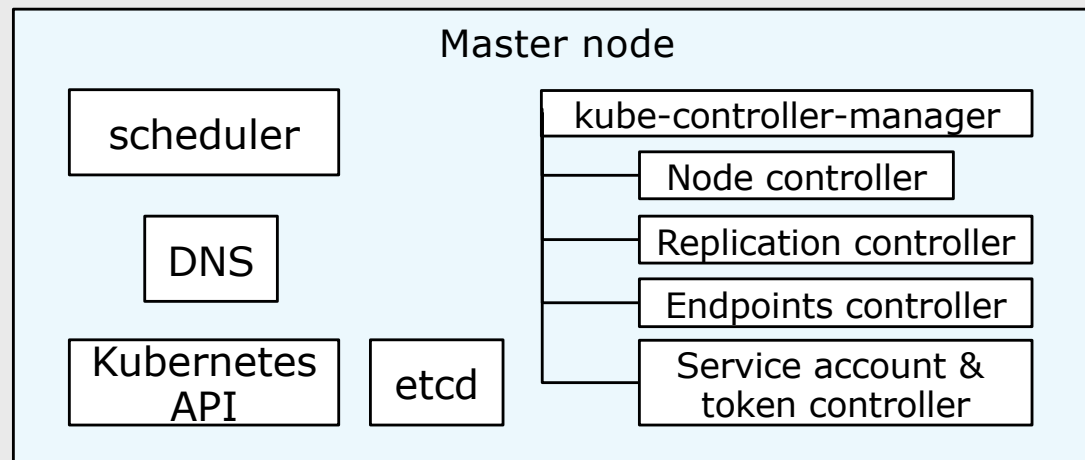 Master node
scheduler
DNS
Kubernetes
API
etcd
kube-controller-manager
Node controller
Replication controller
Endpoints controller
Service account &
token controller